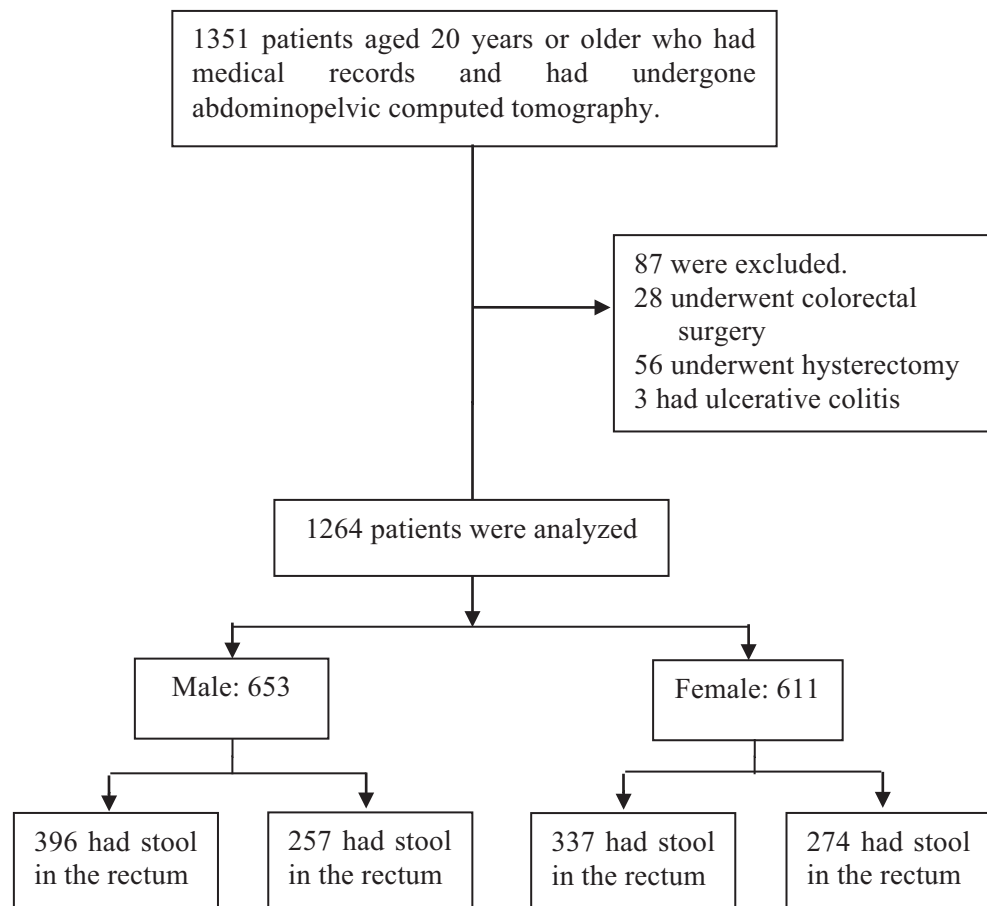 1351 patients aged 20 years or older who had
medical records and had undergone
abdominopelvic computed tomography.
87 were excluded.
28 underwent colorectal
surgery
56 underwent hysterectomy
3 had ulcerative colitis
1264 patients were analyzed
Male: 653
Female: 611
396 had stool
in the rectum
257 had stool
in the rectum
337 had stool
in the rectum
274 had stool
in the rectum